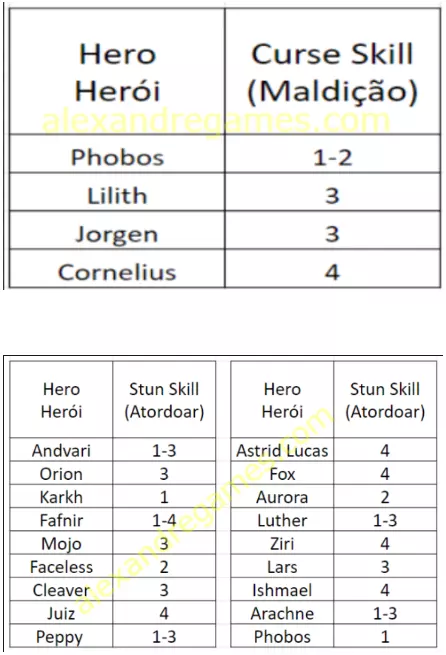 Hero Curse Skill
Herói (Maldição)
alexandregames.com
Phobos 1-2
Lilith 3
Jorgen 3
Cornelius 4
Hero Stun Skill Hero Stun Skill
Herói (Atordoar) Herói (Atordoar)
Andvari 1-3 Astrid Lucas 4
Orion 3 Fox 4
Karkh 1 Aurora 2
Fafnir 1-4 Luther 1-3
Mojo 3 Ziri 4
Faceless 2 Lars 3
Cleaver 3 Ishmael 4
Juiz 4 Arachne 1-3
Peppy 1-3 Phobos 1
alexandregames.com